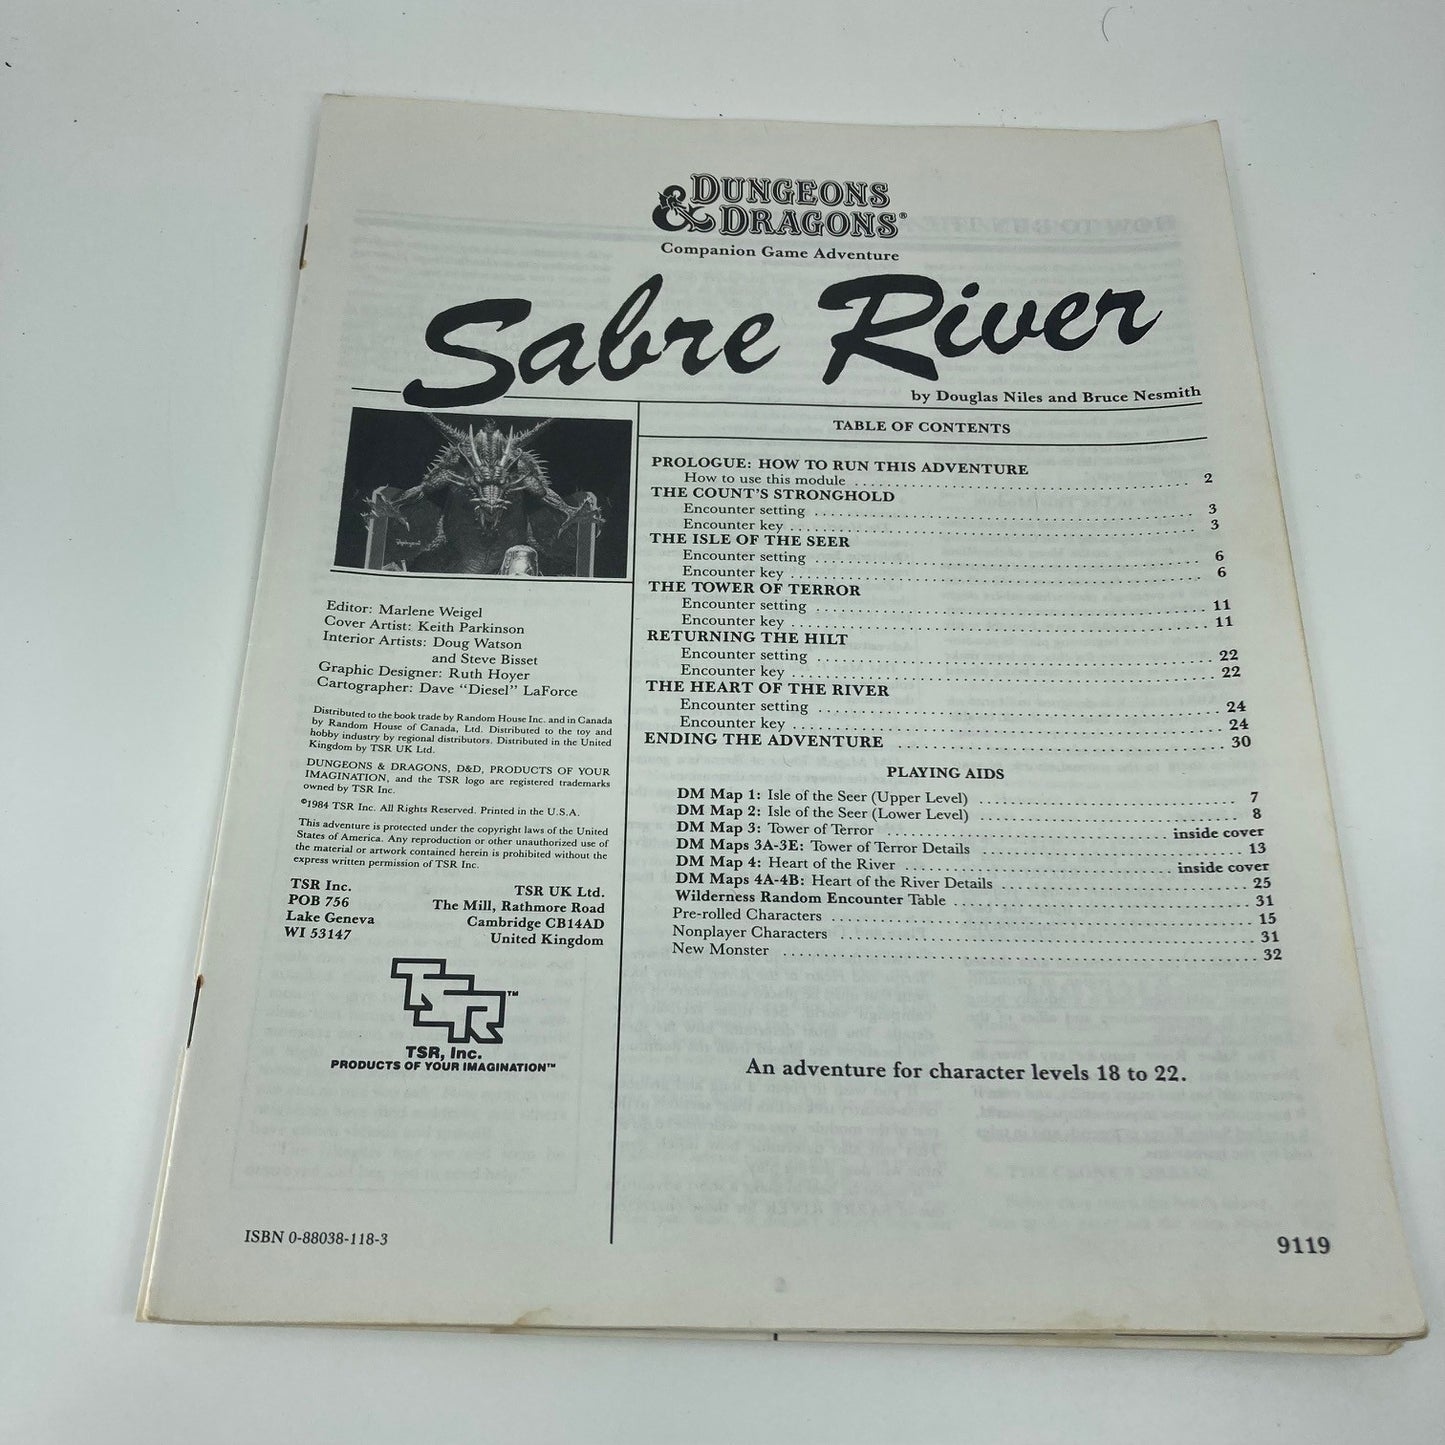 DUNGEONS
& DRAGONS®
Companion Game Adventure
Sabre River
by Douglas Niles and Bruce Nesmith
Editor: Marlene Weigel
Cover Artist: Keith Parkinson
Interior Artists: Doug Watson
and Steve Bisset
Graphic Designer: Ruth Hoyer
Cartographer: Dave “Diesel” LaForce
Distributed to the book trade by Random House Inc. and in Canada
by Random House of Canada, Ltd. Distributed to the toy and
hobby industry by regional distributors. Distributed in the United
Kingdom by TSR UK Ltd.
DUNGEONS & DRAGONS, D&D, PRODUCTS OF YOUR
IMAGINATION, and the TSR logo are registered trademarks
owned by TSR Inc.
©1984 TSR Inc. All Rights Reserved. Printed in the U.S.A.
This adventure is protected under the copyright laws of the United
States of America. Any reproduction or other unauthorized use of
the material or artwork contained herein is prohibited without the
express written permission of TSR Inc.
TSR Inc.
POB 756
Lake Geneva
WI 53147
TSR UK Ltd.
The Mill, Rathmore Road
Cambridge CB14AD
United Kingdom
TSR™
TSR, Inc.
PRODUCTS OF YOUR IMAGINATION™
ISBN 0-88038-118-3
TABLE OF CONTENTS
PROLOGUE: HOW TO RUN THIS ADVENTURE
How to use this module 2
THE COUNT'S STRONGHOLD
Encounter setting 3
Encounter key 3
THE ISLE OF THE SEER
Encounter setting 6
Encounter key 6
THE TOWER OF TERROR
Encounter setting 11
Encounter key 11
RETURNING THE HILT
Encounter setting 22
Encounter key 22
THE HEART OF THE RIVER
Encounter setting 24
Encounter key 24
ENDING THE ADVENTURE 30
PLAYING AIDS
DM Map 1: Isle of the Seer (Upper Level) 7
DM Map 2: Isle of the Seer (Lower Level) 8
DM Map 3: Tower of Terror inside cover
DM Maps 3A-3E: Tower of Terror Details 13
DM Map 4: Heart of the River inside cover
DM Maps 4A-4B: Heart of the River Details 25
Wilderness Random Encounter Table 31
Pre-rolled Characters 15
Nonplayer Characters 31
New Monster 32
An adventure for character levels 18 to 22.
9119